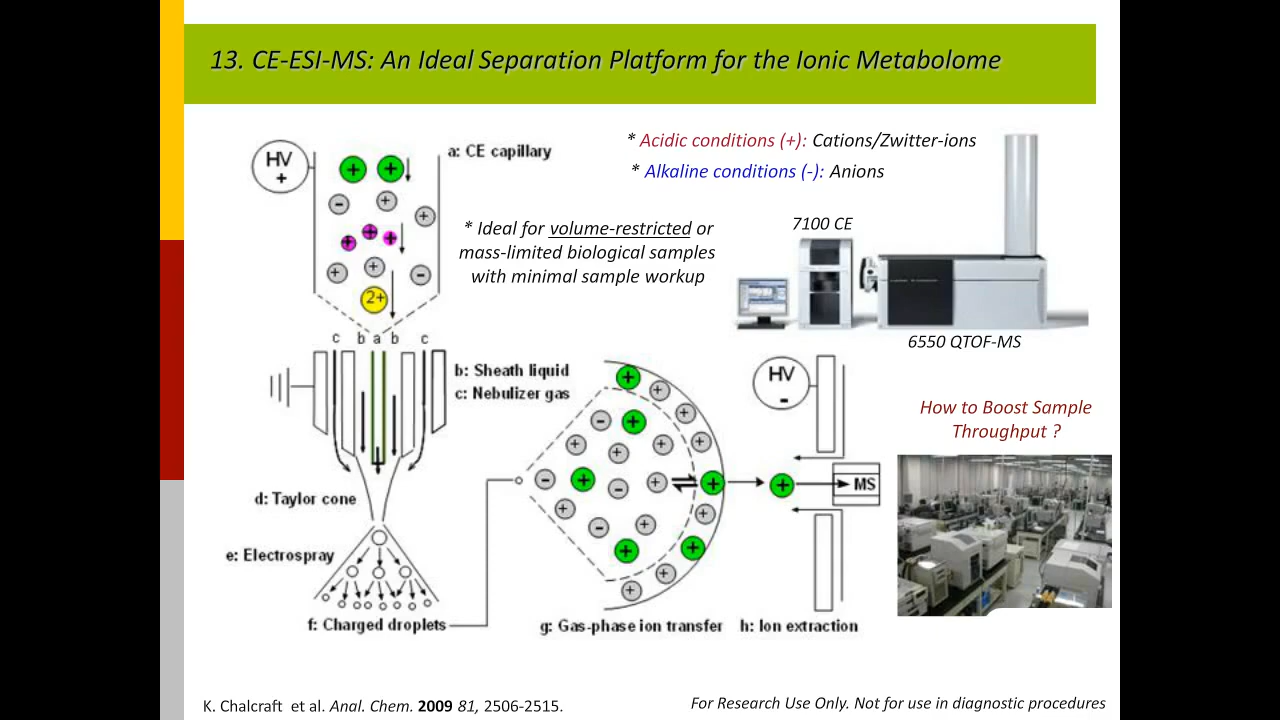 13. CE-ESI-MS: An Ideal Separation Platform for the Ionic Metabolome
HV
+
a: CE capillary
2+
* Acidic conditions (+): Cations/Zwitter-ions
* Alkaline conditions (-): Anions
* Ideal for volume-restricted or
mass-limited biological samples
with minimal sample workup
7100 CE
6550 QTOF-MS
c b a b c
b: Sheath liquid
c: Nebulizer gas
HV
-
How to Boost Sample
Throughput ?
MS
d: Taylor cone
e: Electrospray
f: Charged droplets
g: Gas-phase ion transfer
h: Ion extraction
K. Chalcraft et al. Anal. Chem. 2009 81, 2506-2515.
For Research Use Only. Not for use in diagnostic procedures